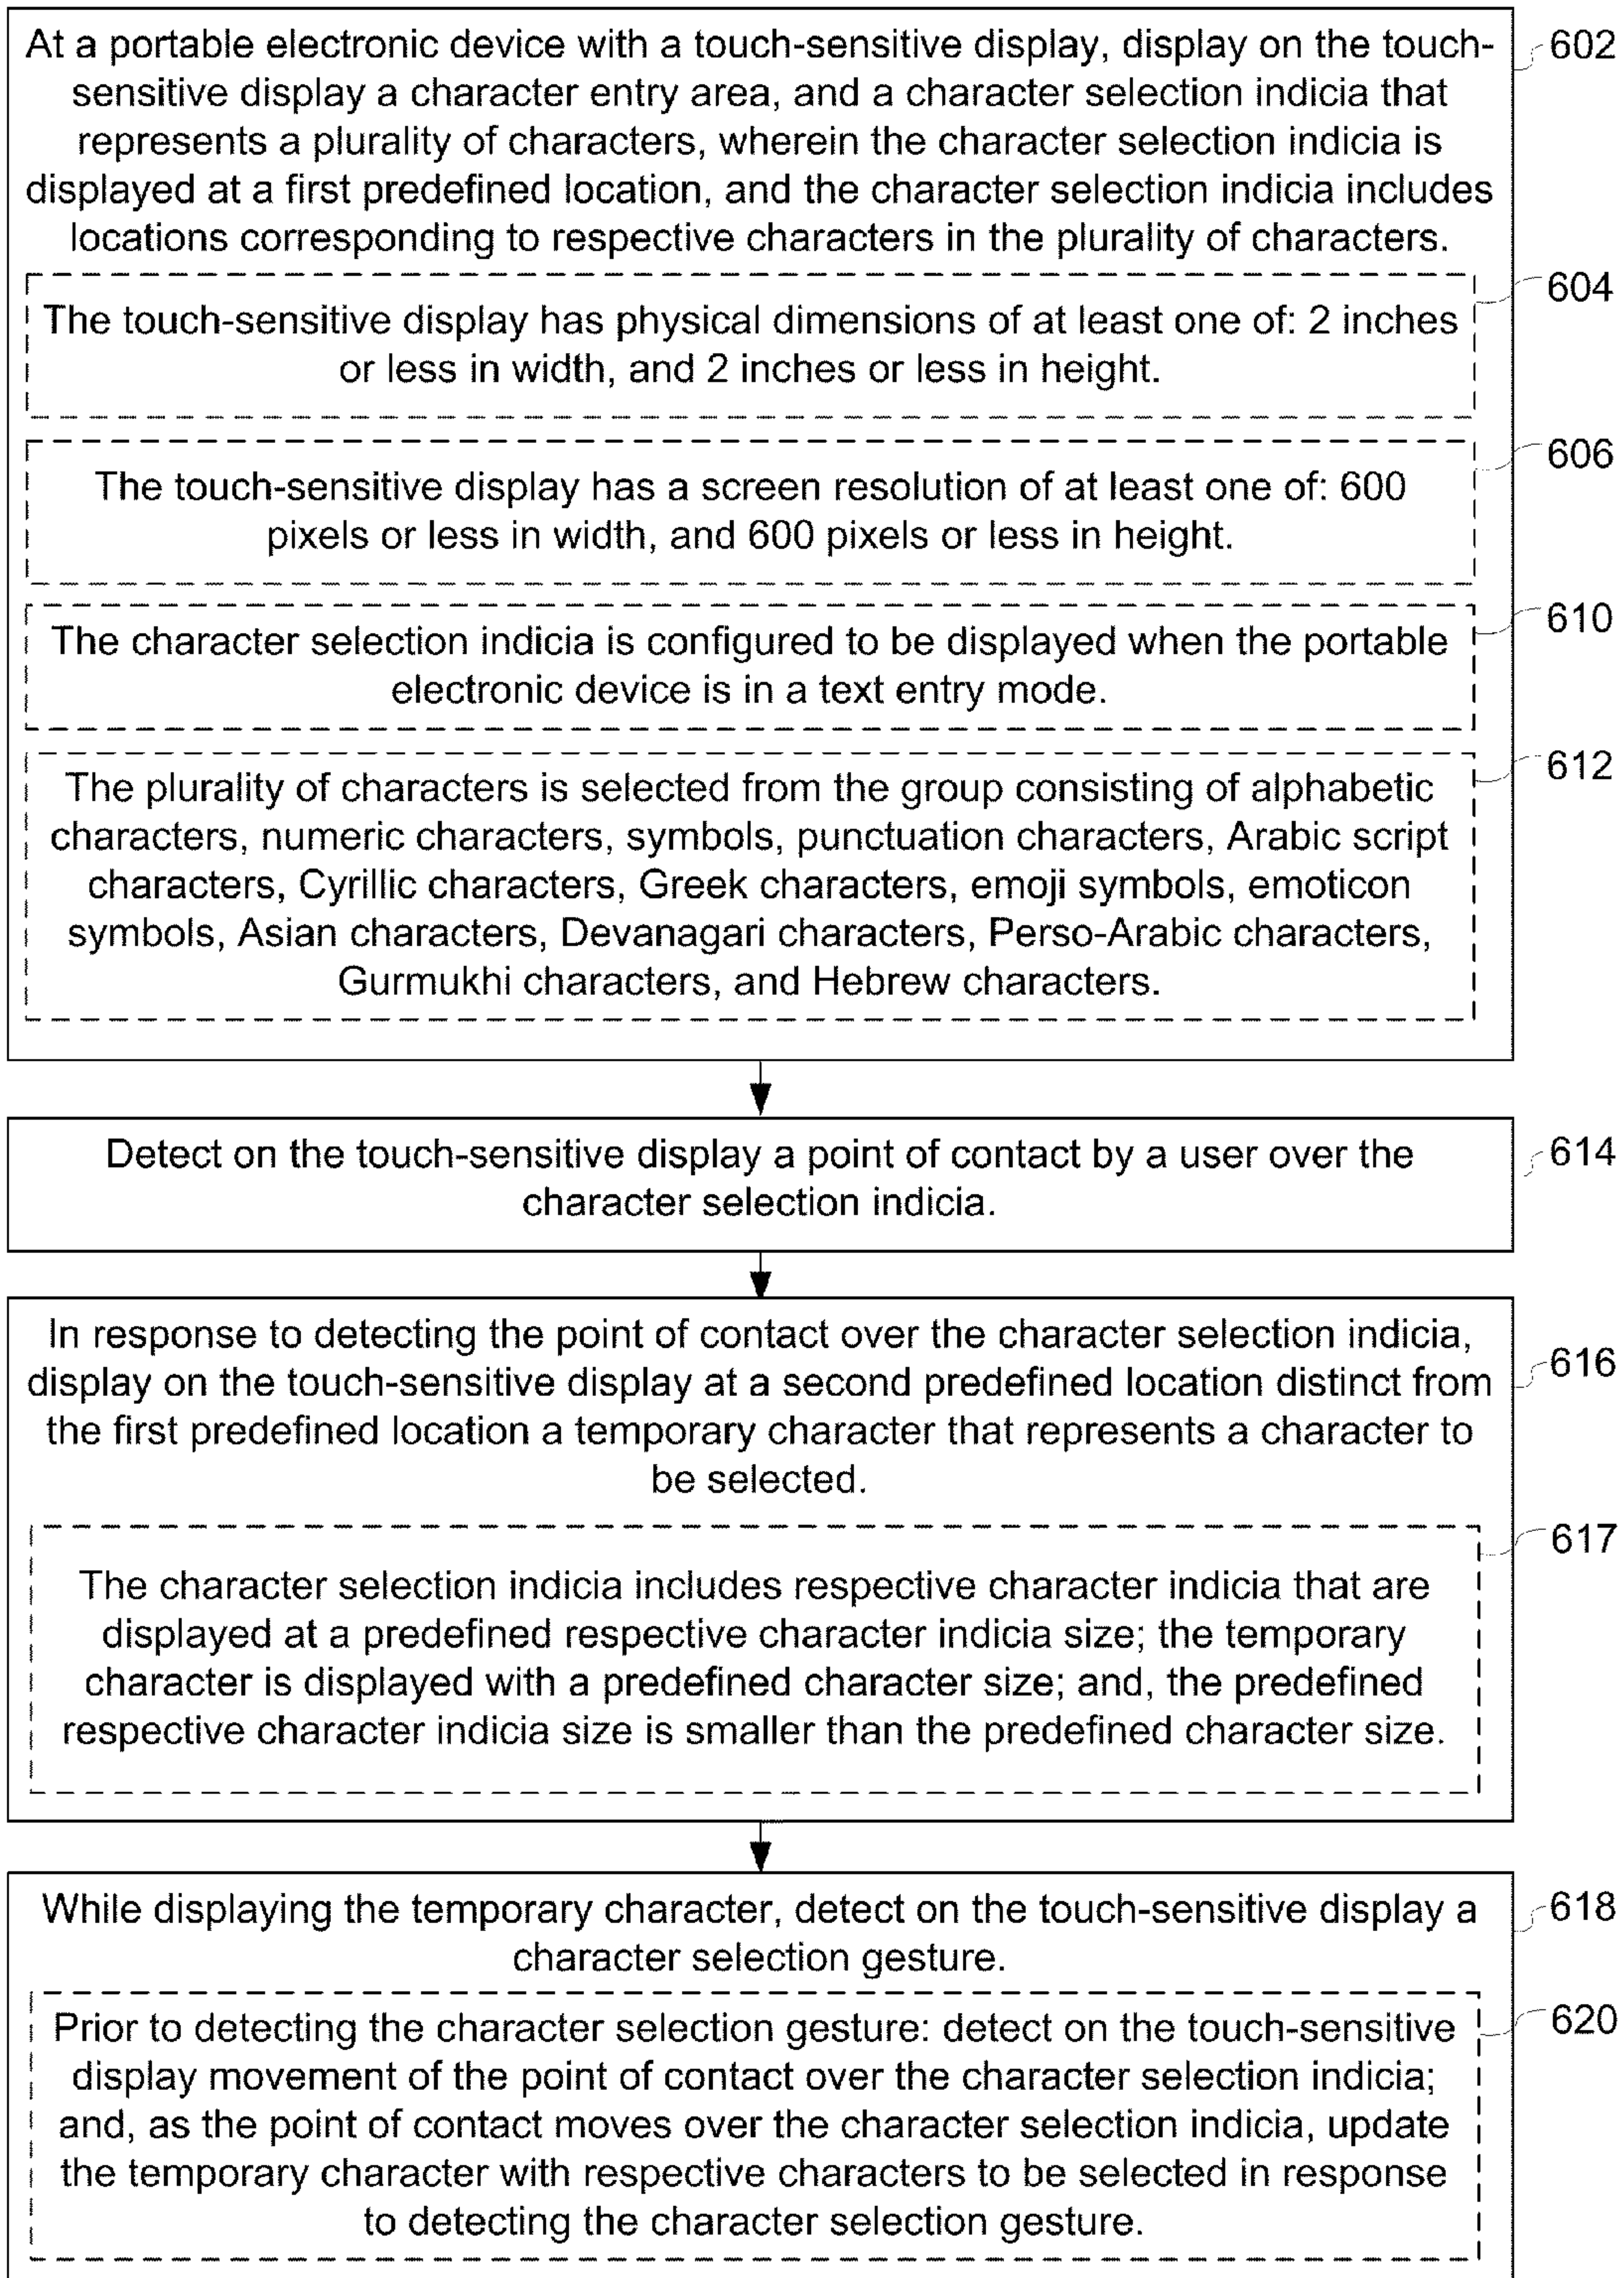 At a portable electronic device with a touch-sensitive display, display on the touch-
sensitive display a character entry area, and a character selection indicia that
represents a plurality of characters, wherein the character selection indicia is
displayed at a first predefined location, and the character selection indicia includes
locations corresponding to respective characters in the plurality of characters.
602
The touch-sensitive display has physical dimensions of at least one of: 2 inches
or less in width, and 2 inches or less in height.
604
The touch-sensitive display has a screen resolution of at least one of: 600
pixels or less in width, and 600 pixels or less in height.
606
The character selection indicia is configured to be displayed when the portable
electronic device is in a text entry mode.
610
The plurality of characters is selected from the group consisting of alphabetic
characters, numeric characters, symbols, punctuation characters, Arabic script
characters, Cyrillic characters, Greek characters, emoji symbols, emoticon
symbols, Asian characters, Devanagari characters, Perso-Arabic characters,
Gurmukhi characters, and Hebrew characters.
612
Detect on the touch-sensitive display a point of contact by a user over the
character selection indicia.
614
In response to detecting the point of contact over the character selection indicia,
display on the touch-sensitive display at a second predefined location distinct from
the first predefined location a temporary character that represents a character to
be selected.
616
The character selection indicia includes respective character indicia that are
displayed at a predefined respective character indicia size; the temporary
character is displayed with a predefined character size; and, the predefined
respective character indicia size is smaller than the predefined character size.
617
While displaying the temporary character, detect on the touch-sensitive display a
character selection gesture.
618
Prior to detecting the character selection gesture: detect on the touch-sensitive
display movement of the point of contact over the character selection indicia;
and, as the point of contact moves over the character selection indicia, update
the temporary character with respective characters to be selected in response
to detecting the character selection gesture.
620